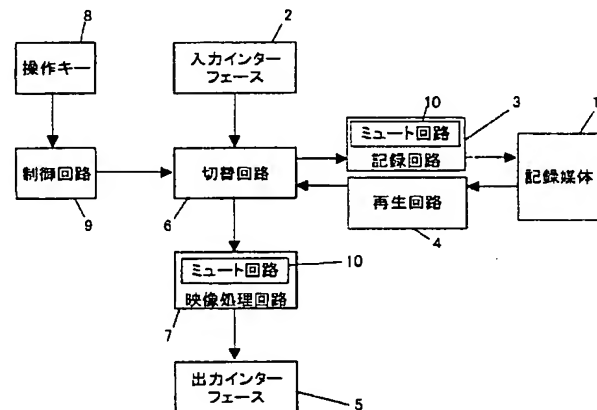 8
2
操作キー
入力インター
フェース
10
3
1
ミュート回路
記録回路
制御回路
切替回路
再生回路
記録媒体
9
6
4
ミュート回路
10
映像処理回路
7
出力インター
フェース
5